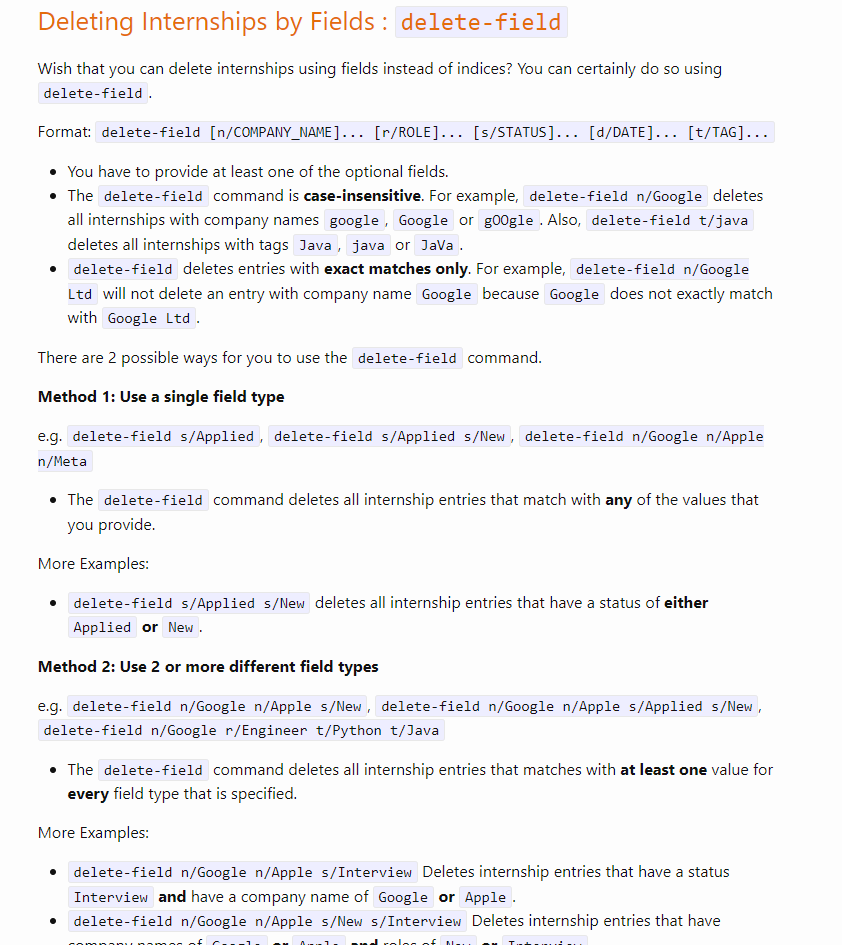 Deleting Internships by Fields : delete-field
Wish that you can delete internships using fields instead of indices? You can certainly do so using
delete-field.
Format: delete-field [n/COMPANY_NAME]... [r/ROLE]... [s/STATUS]... [d/DATE]... [t/TAG]...
• You have to provide at least one of the optional fields.
• The delete-field command is case-insensitive. For example, delete-field n/Google deletes
all internships with company names google, Google or gOOgle. Also, delete-field t/java
deletes all internships with tags Java, java or JaVa.
• delete-field deletes entries with exact matches only. For example, delete-field n/Google
Ltd will not delete an entry with company name Google because Google does not exactly match
with Google Ltd.
There are 2 possible ways for you to use the delete-field command.
Method 1: Use a single field type
e.g. delete-field s/Applied, delete-field s/Applied s/New, delete-field n/Google n/Apple
n/Meta
• The delete-field command deletes all internship entries that match with any of the values that
you provide.
More Examples:
• delete-field s/Applied s/New deletes all internship entries that have a status of either
Applied or New.
Method 2: Use 2 or more different field types
e.g. delete-field n/Google n/Apple s/New, delete-field n/Google n/Apple s/Applied s/New,
delete-field n/Google r/Engineer t/Python t/Java
• The delete-field command deletes all internship entries that matches with at least one value for
every field type that is specified.
More Examples:
• delete-field n/Google n/Apple s/Interview Deletes internship entries that have a status
Interview and have a company name of Google or Apple.
• delete-field n/Google n/Apple s/New s/Interview Deletes internship entries that have
company names of Google or Apple and roles of New or Interview